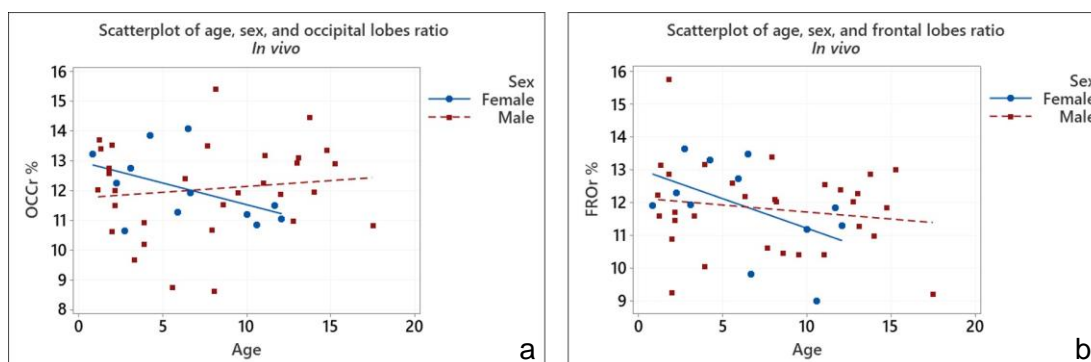 Scatterplot of age, sex, and occipital lobes ratio
In vivo
16
15
14
13
12
11
10
9
8
OCCr %
0
5
10
15
20
Age
Sex
Female
Male
a
Scatterplot of age, sex, and frontal lobes ratio
In vivo
16
15
14
13
12
11
10
9
FROr %
0
5
10
15
20
Age
Sex
Female
Male
b